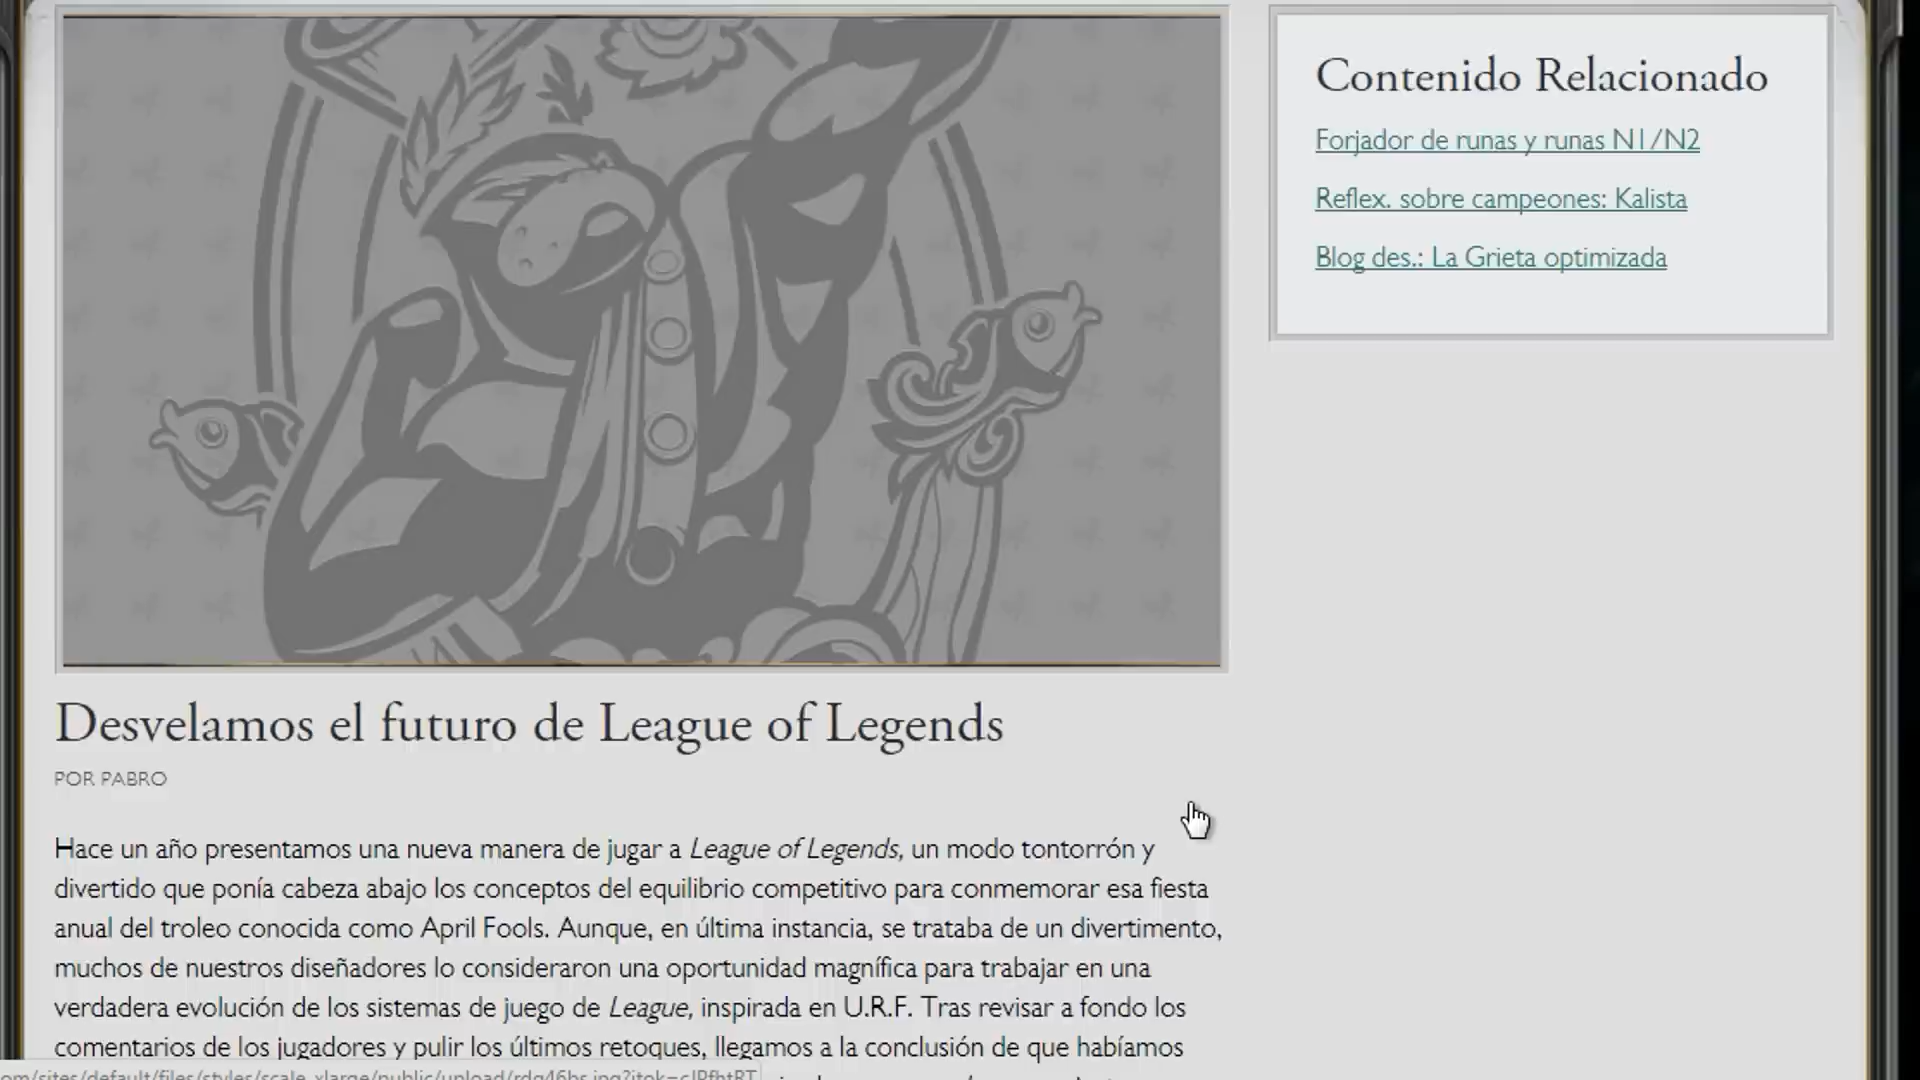 Contenido Relacionado
Forjador de runas y runas N1/N2
Reflex. sobre campeones: Kalista
Blog des.: La Grieta optimizada
Desvelamos el futuro de League of Legends
POR PABRO
Hace un año presentamos una nueva manera de jugar a League of Legends, un modo tontorrón y
divertido que ponía cabeza abajo los conceptos del equilibrio competitivo para conmemorar esa fiesta
anual del troleo conocida como April Fools. Aunque, en última instancia, se trataba de un divertimento,
muchos de nuestros diseñadores lo consideraron una oportunidad magnífica para trabajar en una
verdadera evolución de los sistemas de juego de League, inspirada en U.R.F. Tras revisar a fondo los
comentarios de los jugadores y pulir los últimos retoques, llegamos a la conclusión de que habíamos